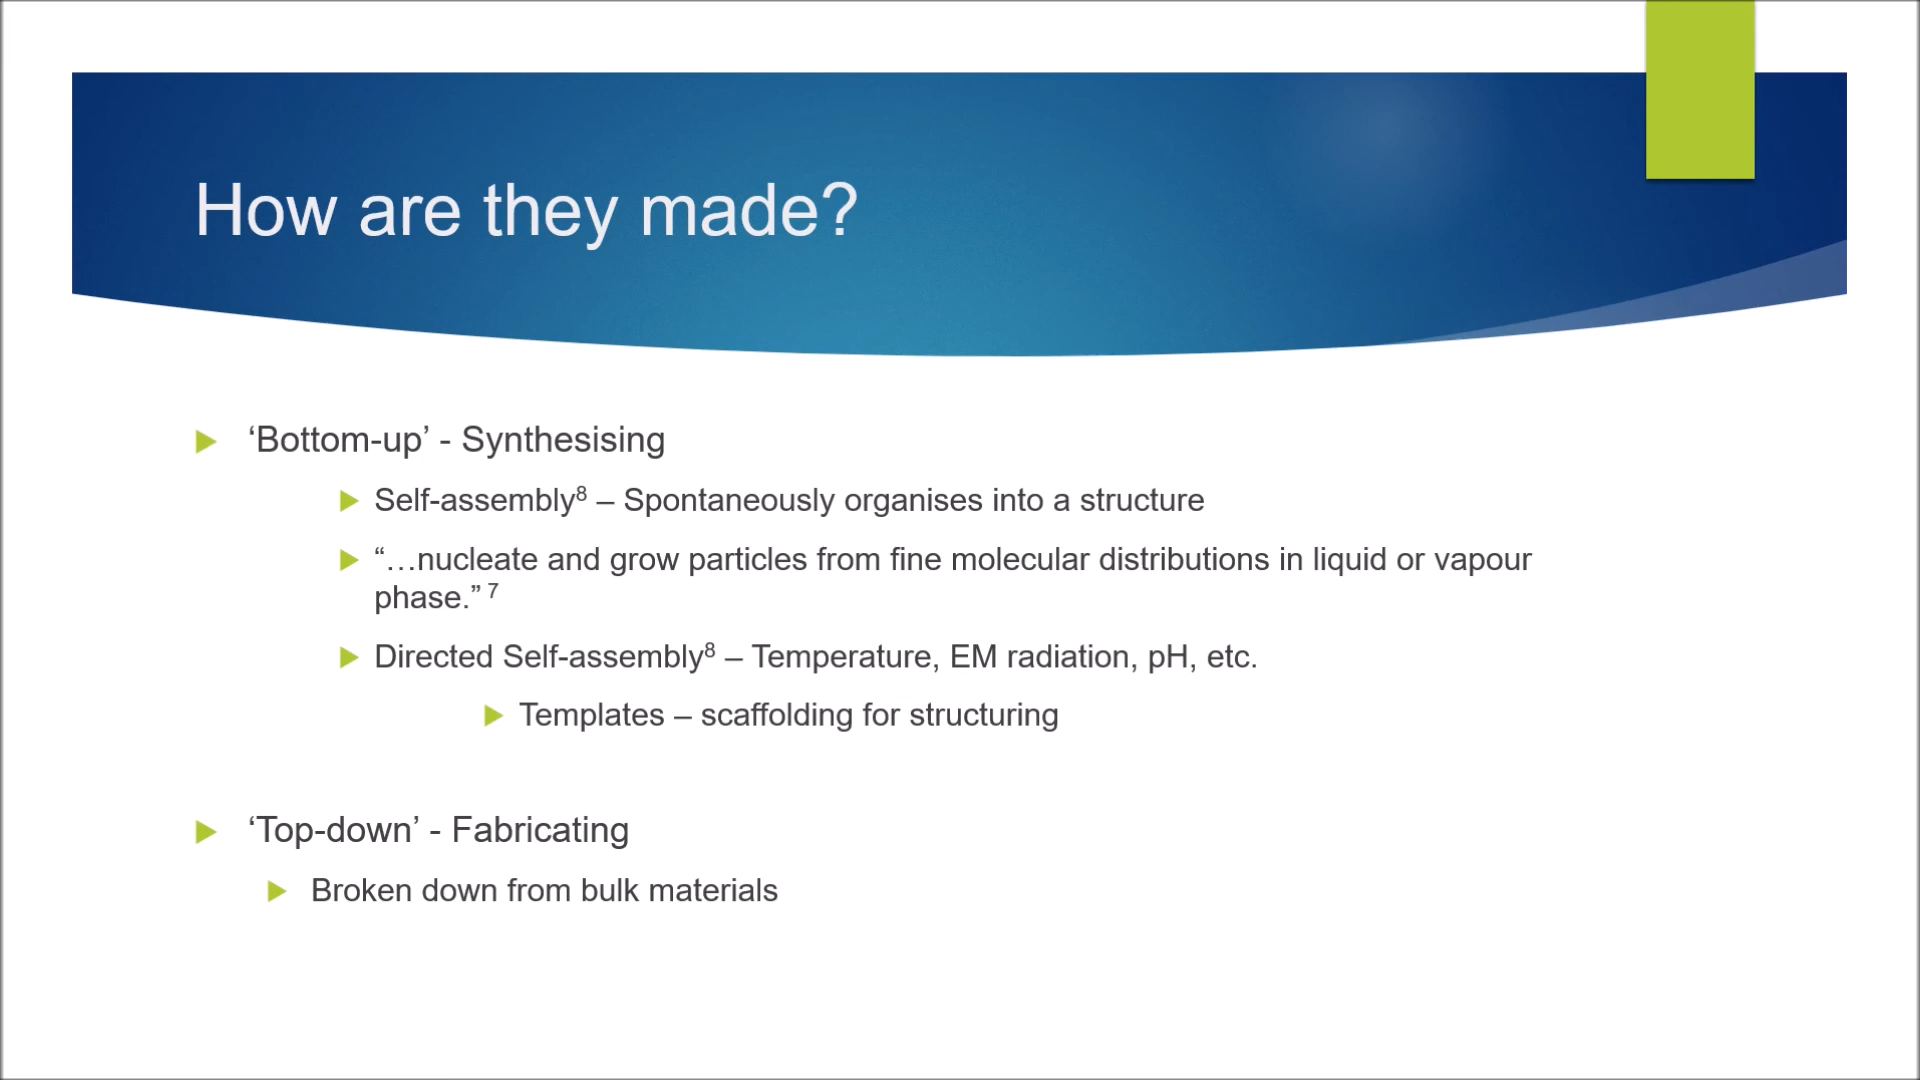 How are they made?
‘Bottom-up’ - Synthesising
Self-assembly⁸ – Spontaneously organises into a structure
“…nucleate and grow particles from fine molecular distributions in liquid or vapour
phase.” ⁷
Directed Self-assembly⁸ – Temperature, EM radiation, pH, etc.
Templates – scaffolding for structuring
‘Top-down’ - Fabricating
Broken down from bulk materials